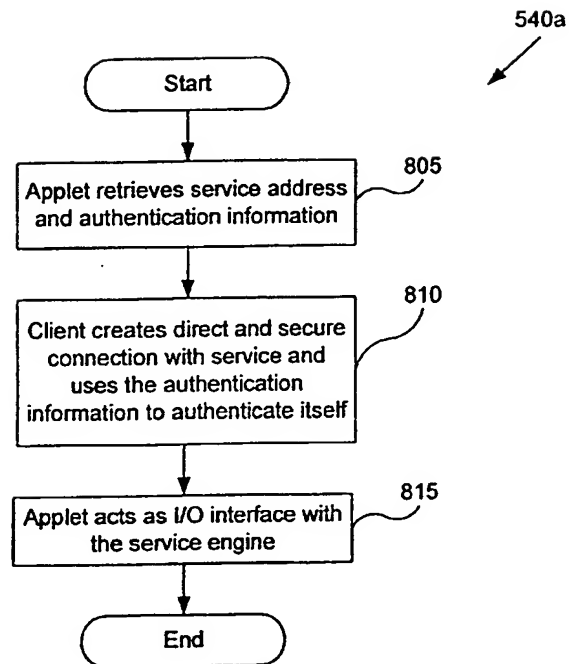 540a
Start
805
Applet retrieves service address
and authentication information
810
Client creates direct and secure
connection with service and
uses the authentication
information to authenticate itself
815
Applet acts as I/O interface with
the service engine
End